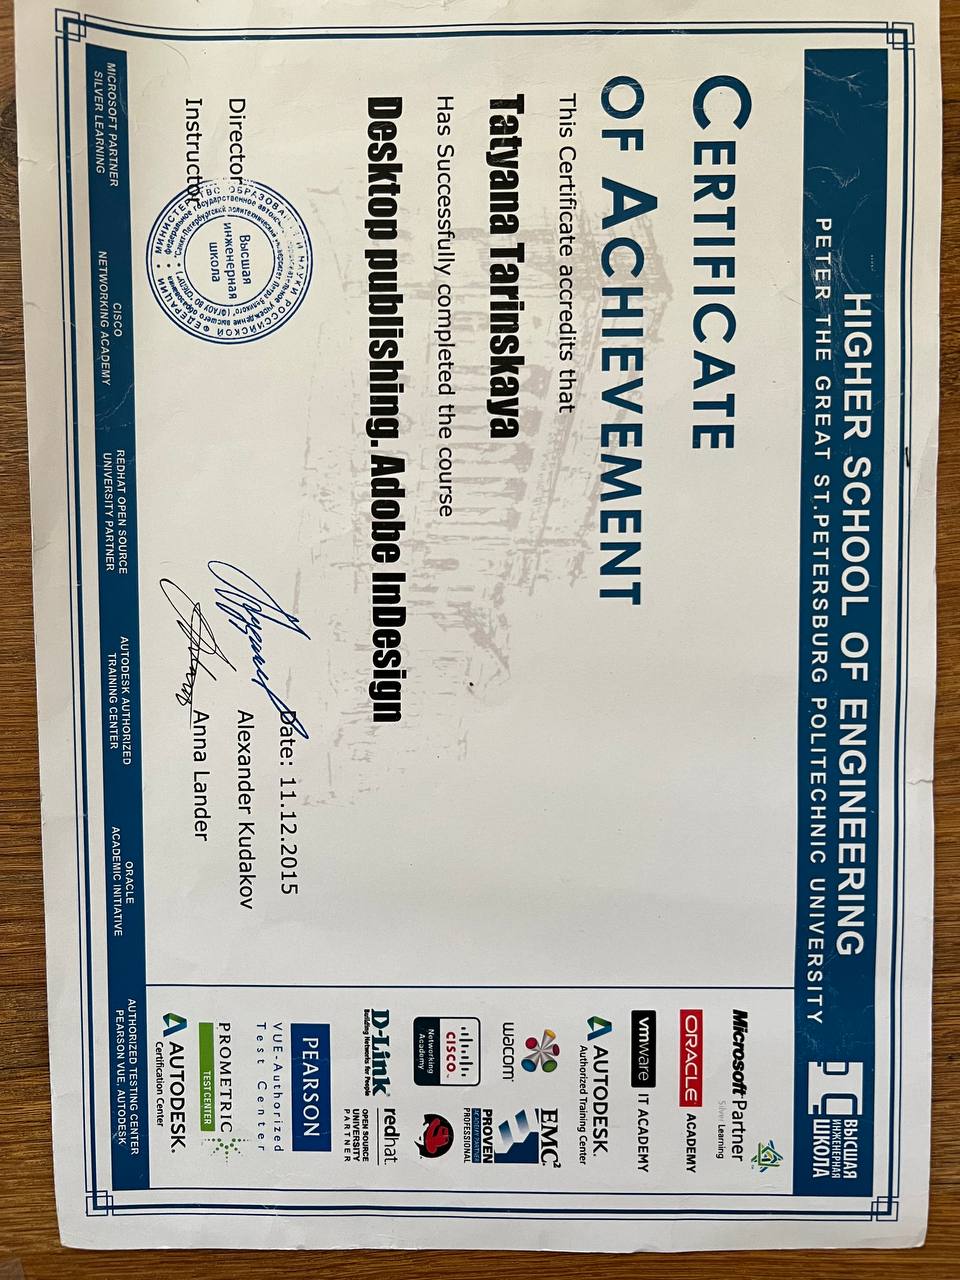 HIGHER SCHOOL OF ENGINEERING
PETER THE GREAT ST.PETERSBURG POLITECHNIC UNIVERSITY
ВЫСШАЯ
ИНЖЕНЕРНАЯ
ШКОЛА
CERTIFICATE
OF ACHIEVEMENT
This Certificate accredits that
Tatyana Tarinskaya
Has Successfully completed the course
Desktop publishing. Adobe InDesign
Date: 11.12.2015
Director
Alexander Kudakov
Instructor
Anna Lander
Высшая
инженерная
школа
Microsoft Partner
Silver Learning
ORACLE ACADEMY
vmware IT ACADEMY
AUTODESK.
Authorized Training Center
wacom
EMC²
PROVEN
PROFESSIONAL
CISCO
Networking
Academy
D-Link
Building Networks for People
redhat.
OPEN SOURCE
UNIVERSITY
PARTNER
PEARSON
VUE-Authorized
Test Center
PROMETRIC
TEST CENTER
AUTODESK.
Certification Center
MICROSOFT PARTNER
SILVER LEARNING
CISCO
NETWORKING ACADEMY
REDHAT OPEN SOURCE
UNIVERSITY PARTNER
AUTODESK AUTHORIZED
TRAINING CENTER
ORACLE
ACADEMIC INITIATIVE
AUTHORIZED TESTING CENTER
PEARSON VUE, AUTODESK